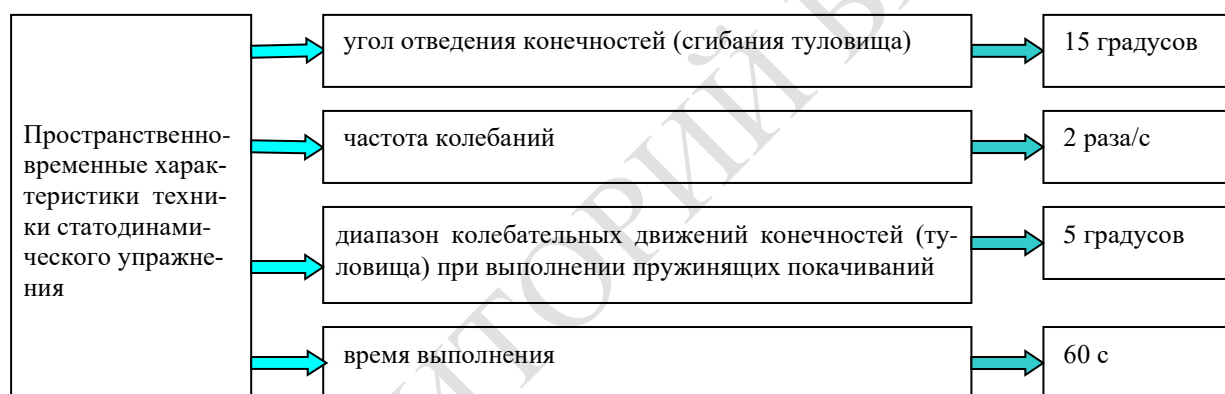 Пространственно-
временные харак-
теристики техни-
ки статодинами-
ческого упражне-
ния
угол отведения конечностей (сгибания туловища)
15 градусов
частота колебаний
2 раза/с
диапазон колебательных движений конечностей (ту-
ловища) при выполнении пружинящих покачиваний
5 градусов
время выполнения
60 с